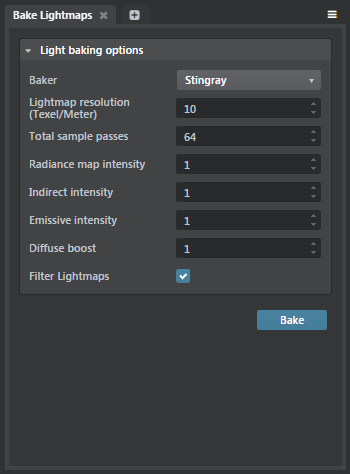 Bake Lightmaps
Light baking options
Baker Stingray
Lightmap resolution
(Texel/Meter) 10
Total sample passes 64
Radiance map intensity 1
Indirect intensity 1
Emissive intensity 1
Diffuse boost 1
Filter Lightmaps
Bake